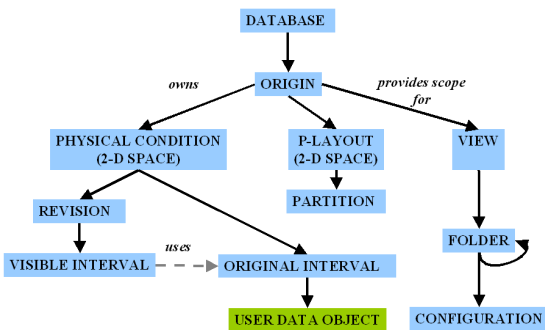 DATABASE
owns
ORIGIN
provides scope
for
PHYSICAL CONDITION
(2-D SPACE)
P-LAYOUT
(2-D SPACE)
VIEW
REVISION
PARTITION
uses
FOLDER
VISIBLE INTERVAL
ORIGINAL INTERVAL
USER DATA OBJECT
CONFIGURATION